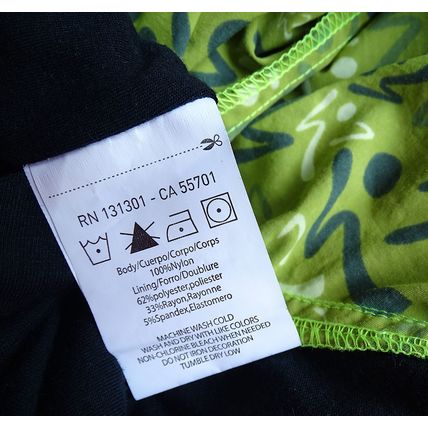 RN 131301 - CA 55701
Body/Cuerpo/Corpo/Corps
100%Nylon
Lining/Forro/Doublure
62%polyester,poliester
33%Rayon,Rayonne
5%Spandex,Elastomero
MACHINE WASH COLD
WASH AND DRY WITH LIKE COLORS
NON-CHLORINE BLEACH WHEN NEEDED
DO NOT IRON DECORATION
TUMBLE DRY LOW